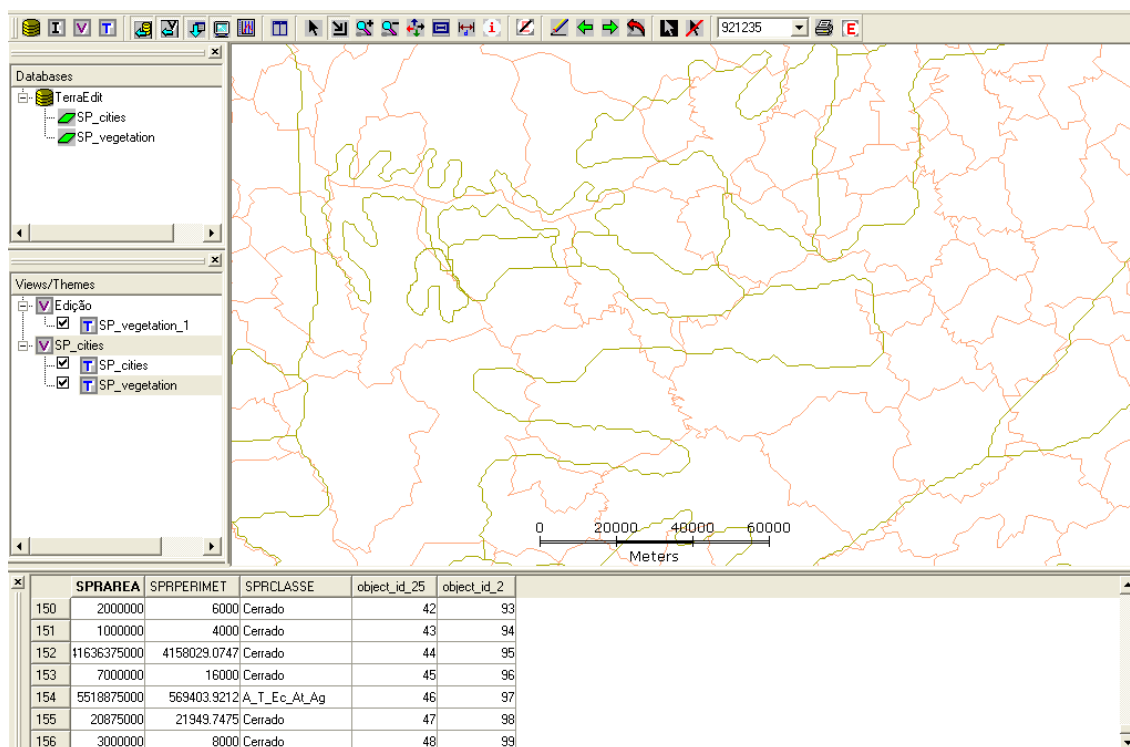 I V T i 921235 E
Databases
TerraEdit
SP_cities
SP_vegetation
Views/Themes
V Edição
T SP_vegetation_1
V SP_cities
T SP_cities
T SP_vegetation
0 20000 40000 60000
Meters
SPRAREA SPRPERIMET SPRCLASSE object_id_25 object_id_2
150 2000000 6000 Cerrado 42 93
151 1000000 4000 Cerrado 43 94
152 41636375000 4158029.0747 Cerrado 44 95
153 7000000 16000 Cerrado 45 96
154 5518875000 569403.9212 A_T_Ec_At_Ag 46 97
155 20875000 21949.7475 Cerrado 47 98
156 3000000 8000 Cerrado 48 99